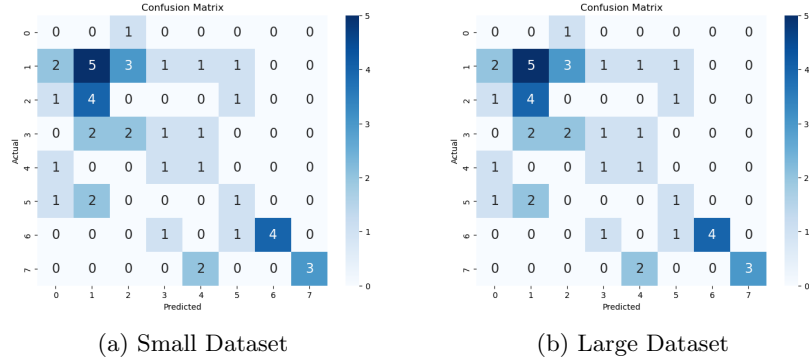 Confusion Matrix
0 0 0 1 0 0 0 0 0
1 2 5 3 1 1 1 0 0
2 1 4 0 0 0 1 0 0
3 0 2 2 1 1 0 0 0
4 1 0 0 1 1 0 0 0
5 1 2 0 0 0 1 0 0
6 0 0 0 1 0 1 4 0
7 0 0 0 0 2 0 0 3
0 1 2 3 4 5 6 7
Actual
Predicted
5
4
3
2
1
0
(a) Small Dataset
Confusion Matrix
0 0 0 1 0 0 0 0 0
1 2 5 3 1 1 1 0 0
2 1 4 0 0 0 1 0 0
3 0 2 2 1 1 0 0 0
4 1 0 0 1 1 0 0 0
5 1 2 0 0 0 1 0 0
6 0 0 0 1 0 1 4 0
7 0 0 0 0 2 0 0 3
0 1 2 3 4 5 6 7
Actual
Predicted
5
4
3
2
1
0
(b) Large Dataset